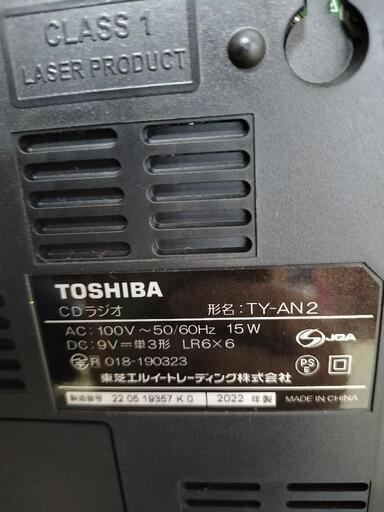 CLASS 1
LASER PRODUCT
TOSHIBA
CDラジオ 形名:TY-AN2
AC:100V～50/60Hz 15W
DC:9V⎓単3形 LR6×6
R 018-190323
S JQA
PS
E
東芝エルイートレーディング株式会社
製造番号 22 05 19357 K 0 2022 年製 MADE IN CHINA